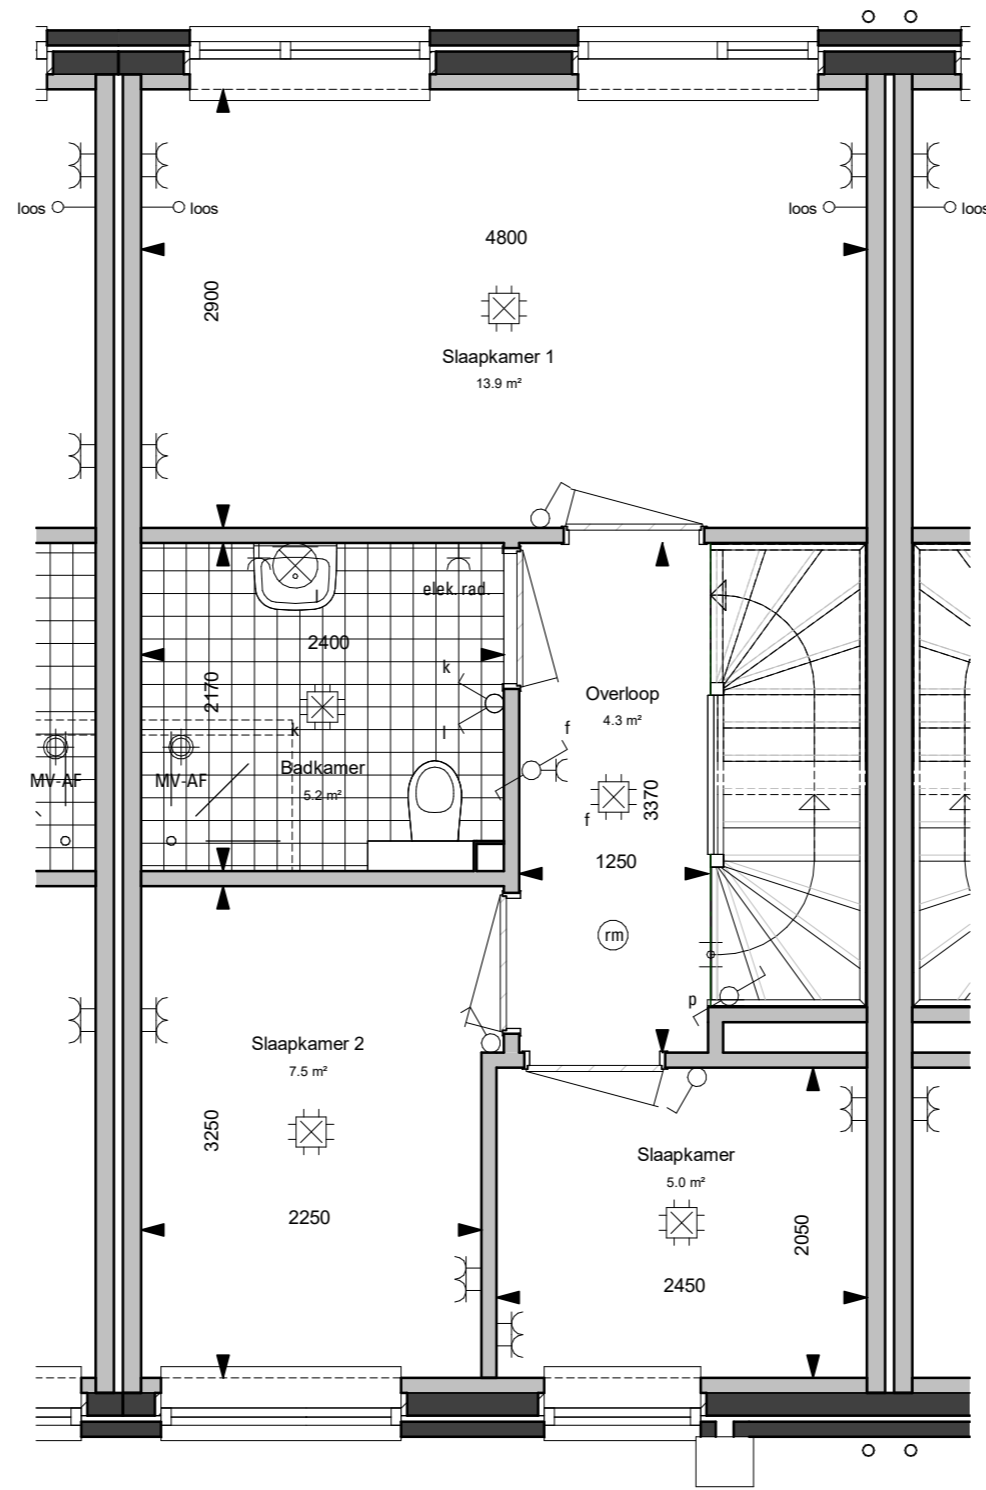 loos
loos
loos
loos
4800
2900
Slaapkamer 1
13.9 m²
elek. rad.
2400
k
2170
Overloop
4.3 m²
k
l
f
Badkamer
5.2 m²
MV-AF
MV-AF
3370
f
1250
rm
p
Slaapkamer 2
7.5 m²
3250
Slaapkamer
5.0 m²
2250
2050
2450